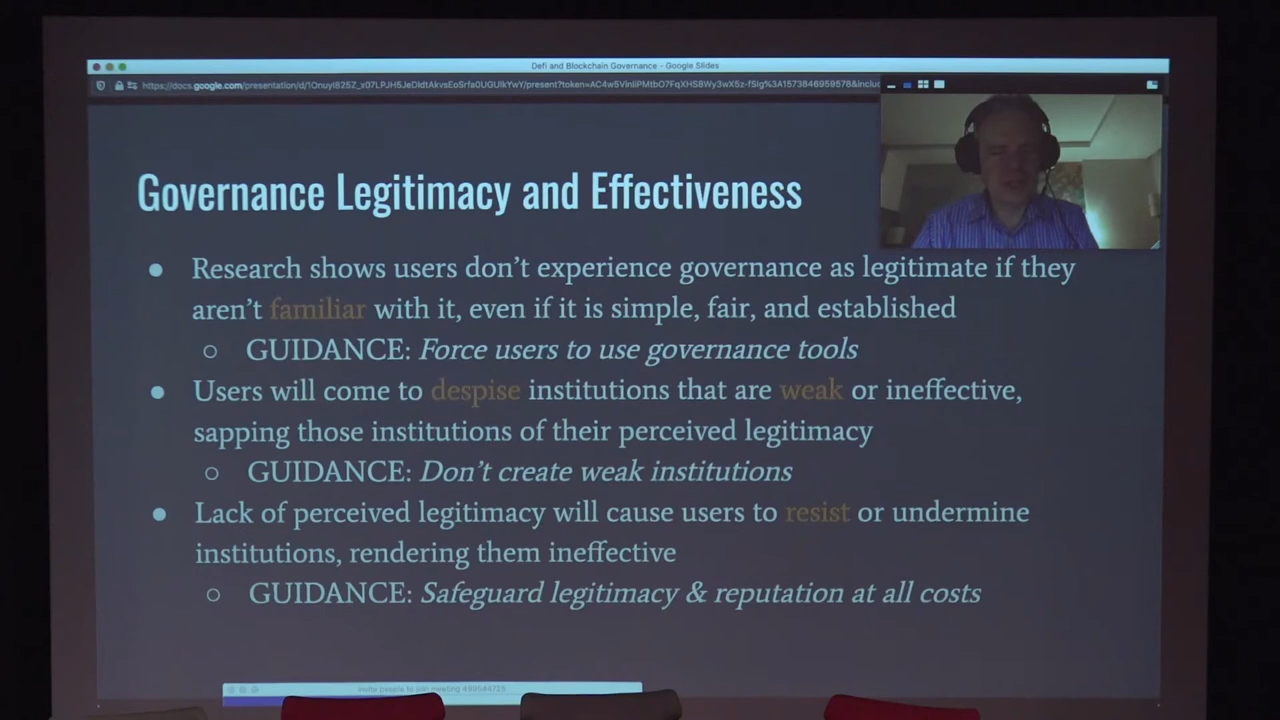 Defi and Blockchain Governance - Google Slides
Governance Legitimacy and Effectiveness
● Research shows users don't experience governance as legitimate if they
aren't familiar with it, even if it is simple, fair, and established
○ GUIDANCE: Force users to use governance tools
● Users will come to despise institutions that are weak or ineffective,
sapping those institutions of their perceived legitimacy
○ GUIDANCE: Don't create weak institutions
● Lack of perceived legitimacy will cause users to resist or undermine
institutions, rendering them ineffective
○ GUIDANCE: Safeguard legitimacy & reputation at all costs